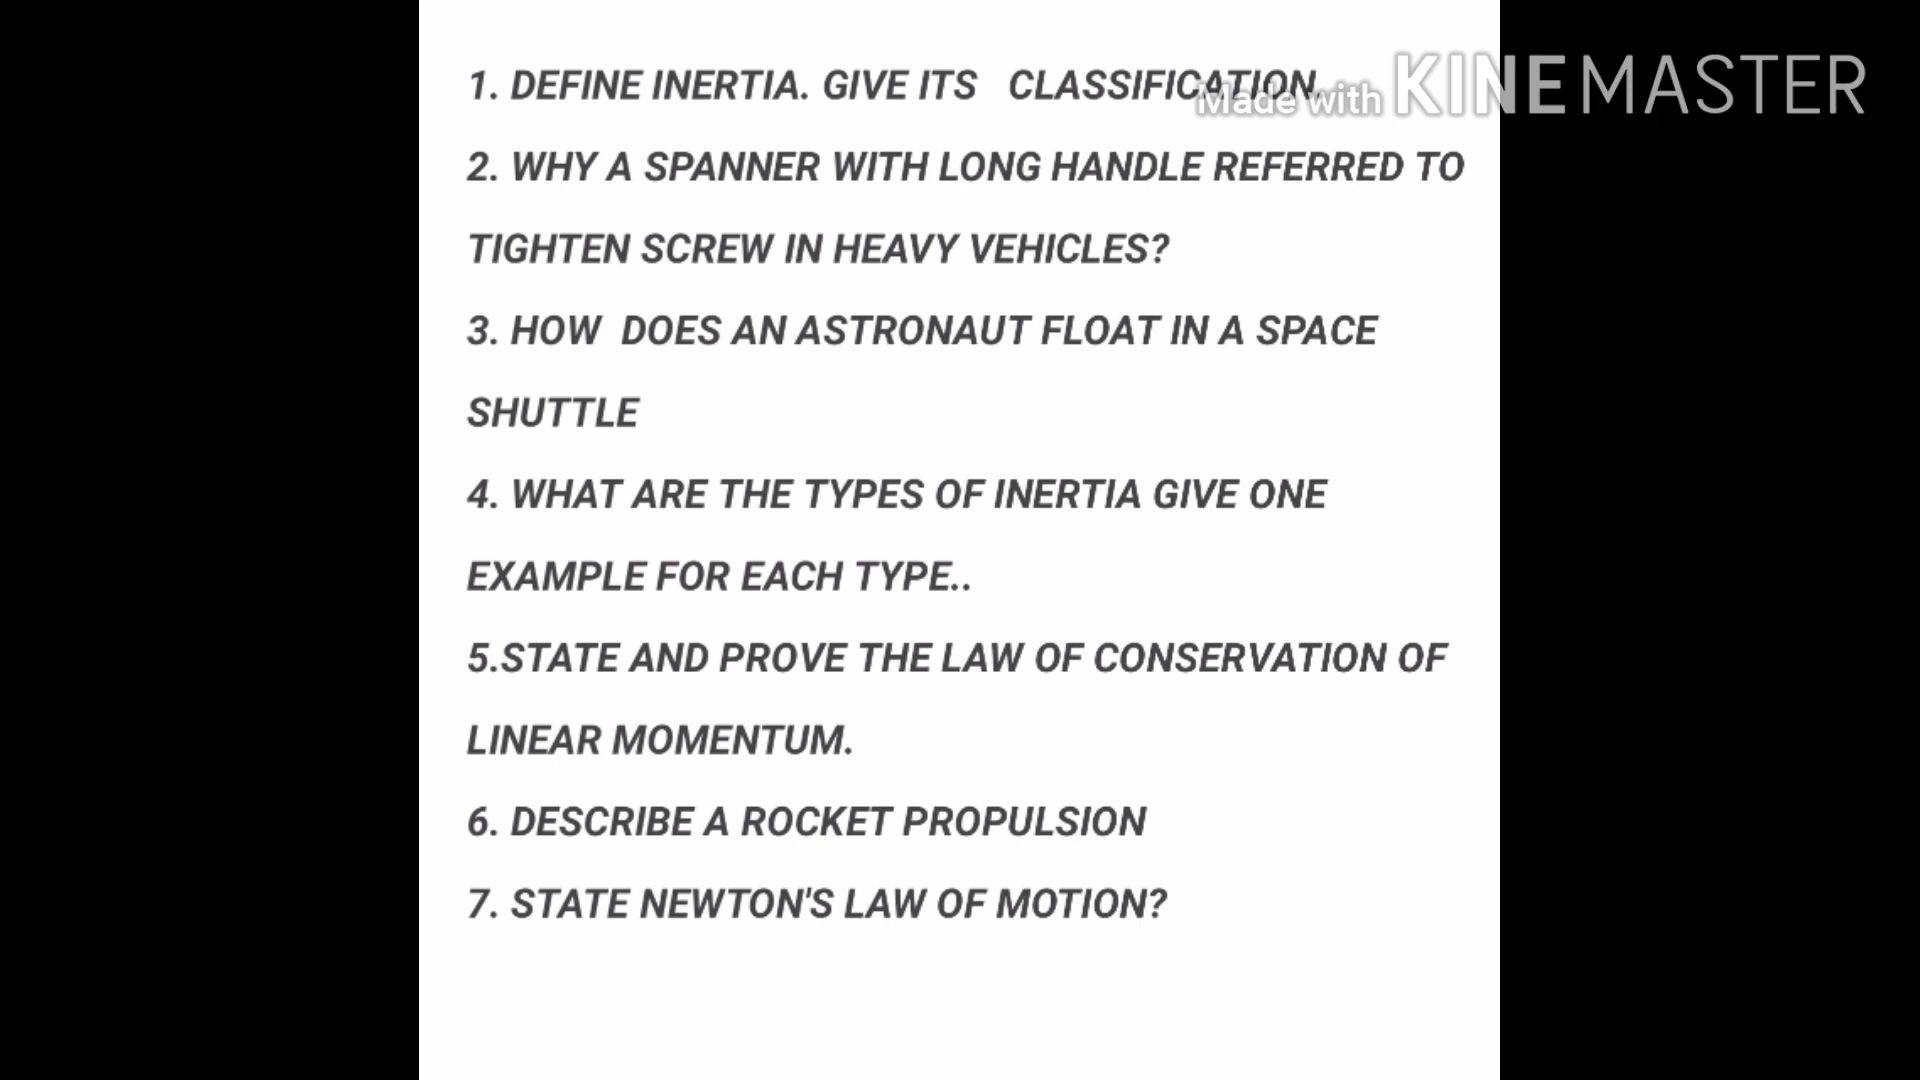 1. DEFINE INERTIA. GIVE ITS CLASSIFICATION.
Made with KINEMASTER
2. WHY A SPANNER WITH LONG HANDLE REFERRED TO
TIGHTEN SCREW IN HEAVY VEHICLES?
3. HOW DOES AN ASTRONAUT FLOAT IN A SPACE
SHUTTLE
4. WHAT ARE THE TYPES OF INERTIA GIVE ONE
EXAMPLE FOR EACH TYPE..
5.STATE AND PROVE THE LAW OF CONSERVATION OF
LINEAR MOMENTUM.
6. DESCRIBE A ROCKET PROPULSION
7. STATE NEWTON'S LAW OF MOTION?